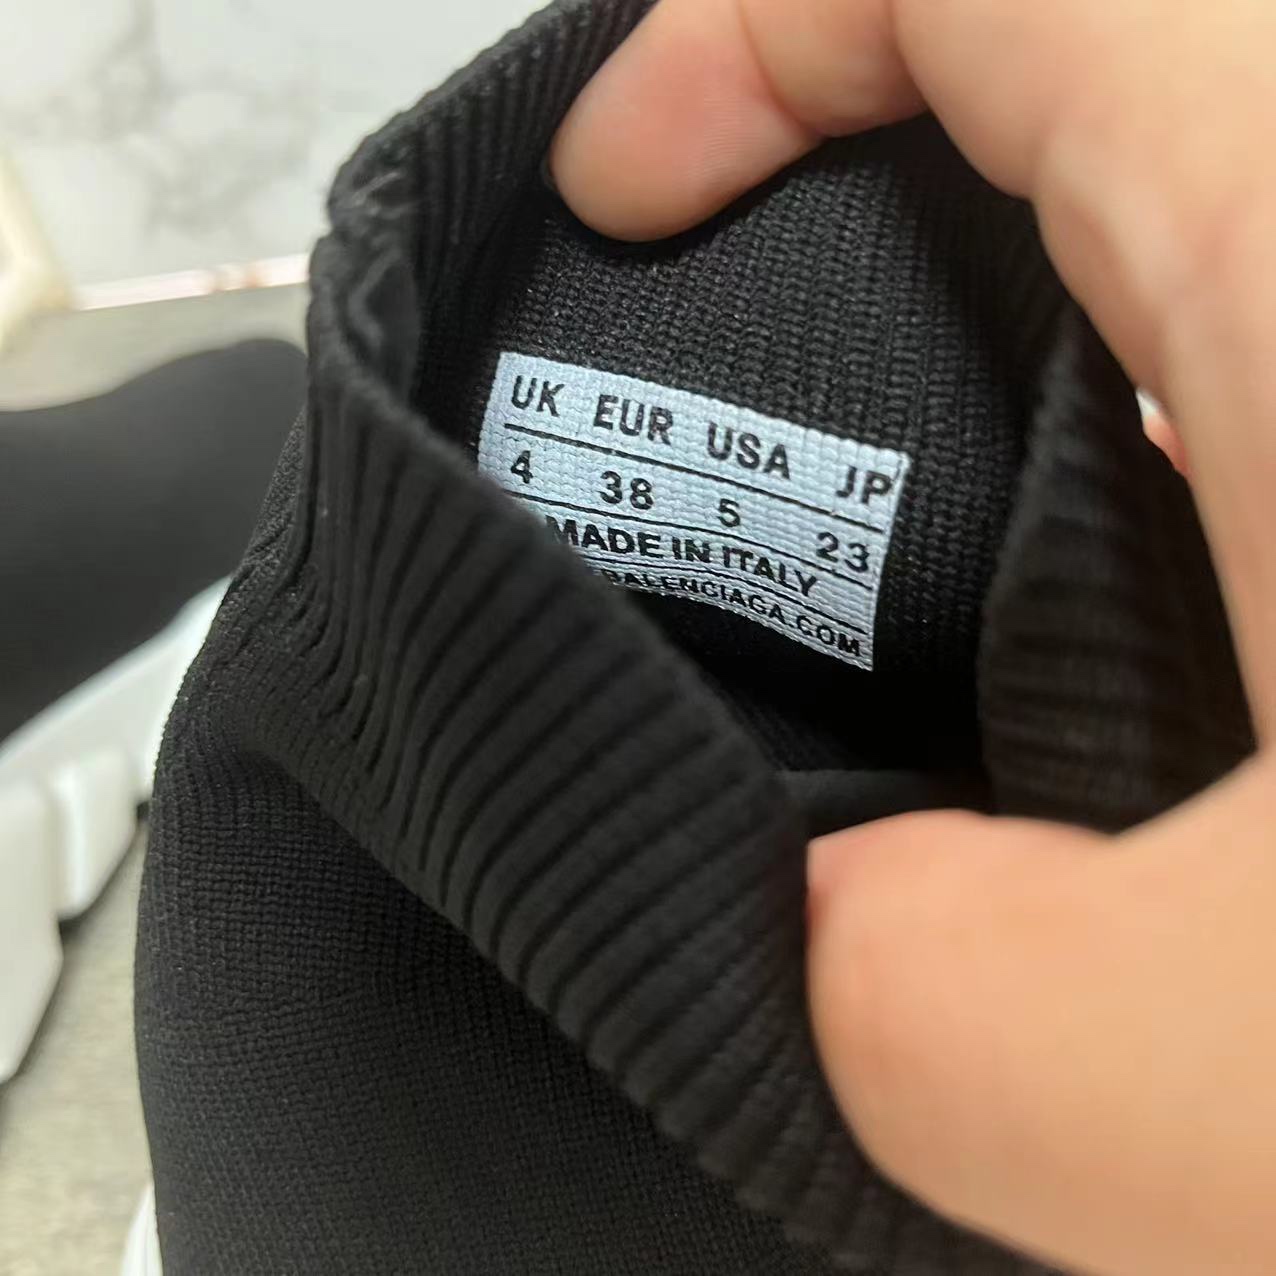 UK EUR USA JP
4 38 5 23
MADE IN ITALY
BALENCIAGA.COM